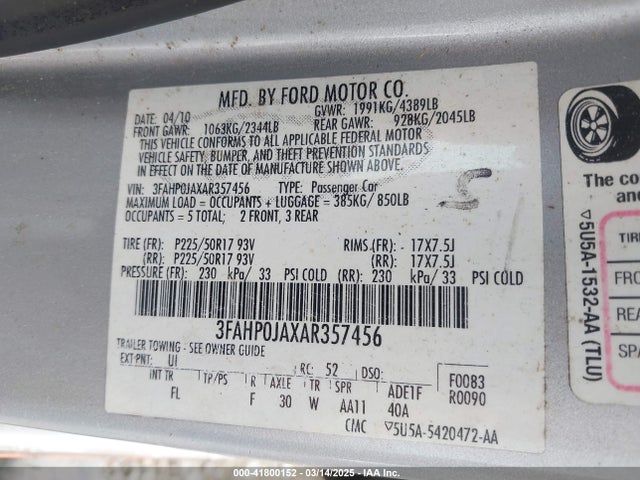 MFD. BY FORD MOTOR CO.
DATE: 04/10 GVWR: 1991KG/4389LB
FRONT GAWR: 1063KG/2344LB REAR GAWR: 928KG/2045LB
THIS VEHICLE CONFORMS TO ALL APPLICABLE FEDERAL MOTOR
VEHICLE SAFETY, BUMPER, AND THEFT PREVENTION STANDARDS
IN EFFECT ON THE DATE OF MANUFACTURE SHOWN ABOVE.
VIN: 3FAHP0JAXAR357456 TYPE: Passenger Car
MAXIMUM LOAD = OCCUPANTS + LUGGAGE = 385KG/ 850LB
OCCUPANTS = 5 TOTAL; 2 FRONT, 3 REAR
5
TIRE (FR): P225/50R17 93V RIMS.(FR): - 17X7.5J
(RR): P225/50R17 93V (RR): - 17X7.5J
PRESSURE (FR): 230 kPa/ 33 PSI COLD (RR): 230 kPa/ 33 PSI COLD
3FAHP0JAXAR357456
TRAILER TOWING - SEE OWNER GUIDE
EXT PNT: UI RC: 52 DSO: F0083
INT TR TP/PS R AXLE TR SPR ADE1F R0090
FL F 30 W AA11 40A
CMC ▽5U5A-5420472-AA
The co
and
TIRE
FRO
REA
SPAR
▽5U5A-1532-AA (TLU)
000-41800152 - 03/14/2025 - IAA Inc.